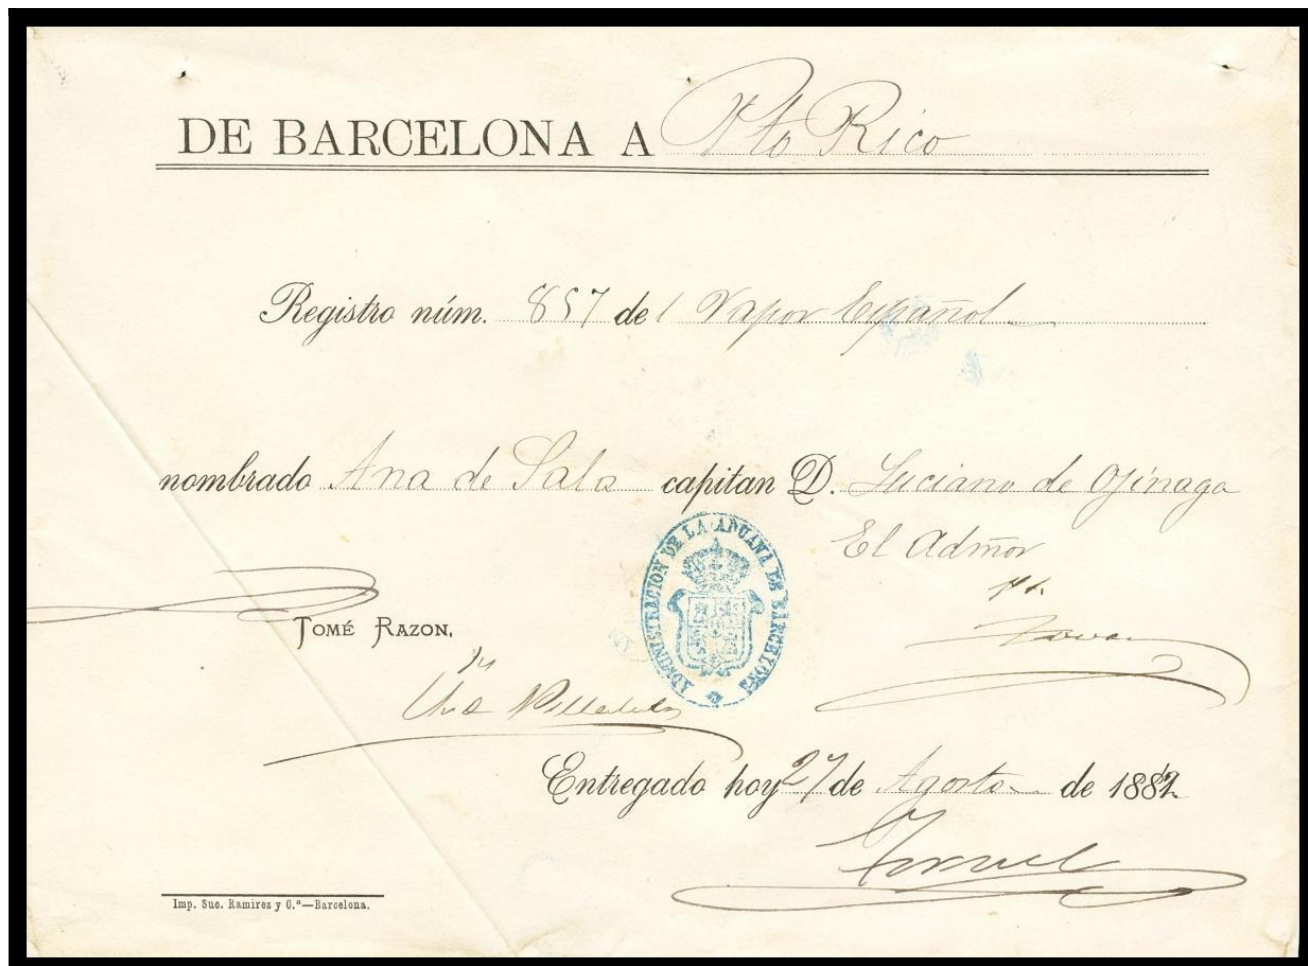 DE BARCELONA A Pto Rico
Registro núm. 857 del Vapor Español
nombrado Ana de Sala capitan D. Luciano de Ojinaga
El Admor
ADMINISTRACION DE LA ADUANA DE BARCELONA
TOMÉ RAZON,
Entregado hoy 27 de Agosto de 1882.
Imp. Suc. Ramirez y C.ª—Barcelona.